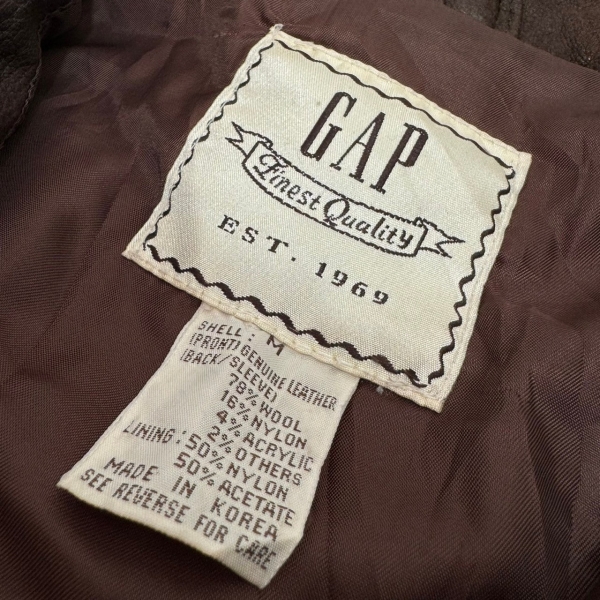 GAP
Finest Quality
EST. 1969
M
SHELL:
(PRONT) GENUINE LEATHER
(BACK/SLEEVE)
78% WOOL
16% NYLON
4% ACRYLIC
2% OTHERS
LINING: 50% NYLON
50% ACETATE
MADE IN KOREA
SEE REVERSE FOR CARE